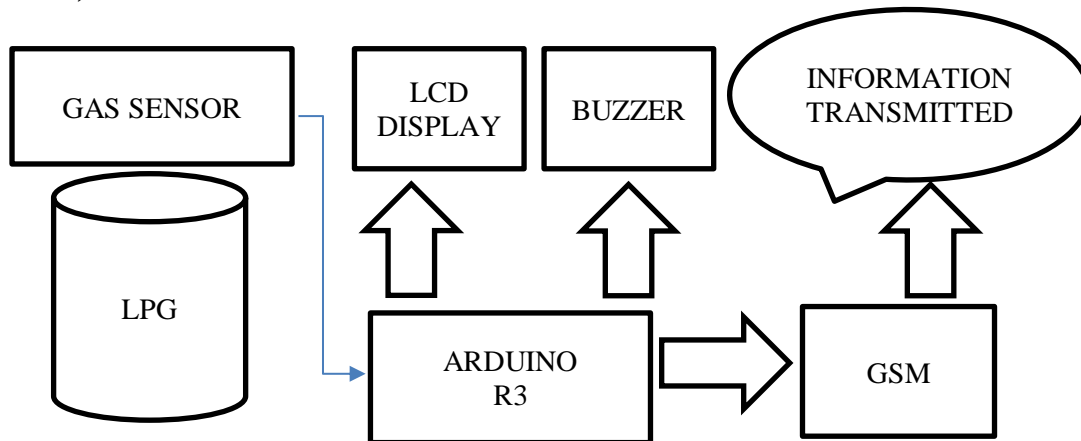 GAS SENSOR
LCD
DISPLAY
BUZZER
INFORMATION
TRANSMITTED
LPG
ARDUINO
R3
GSM